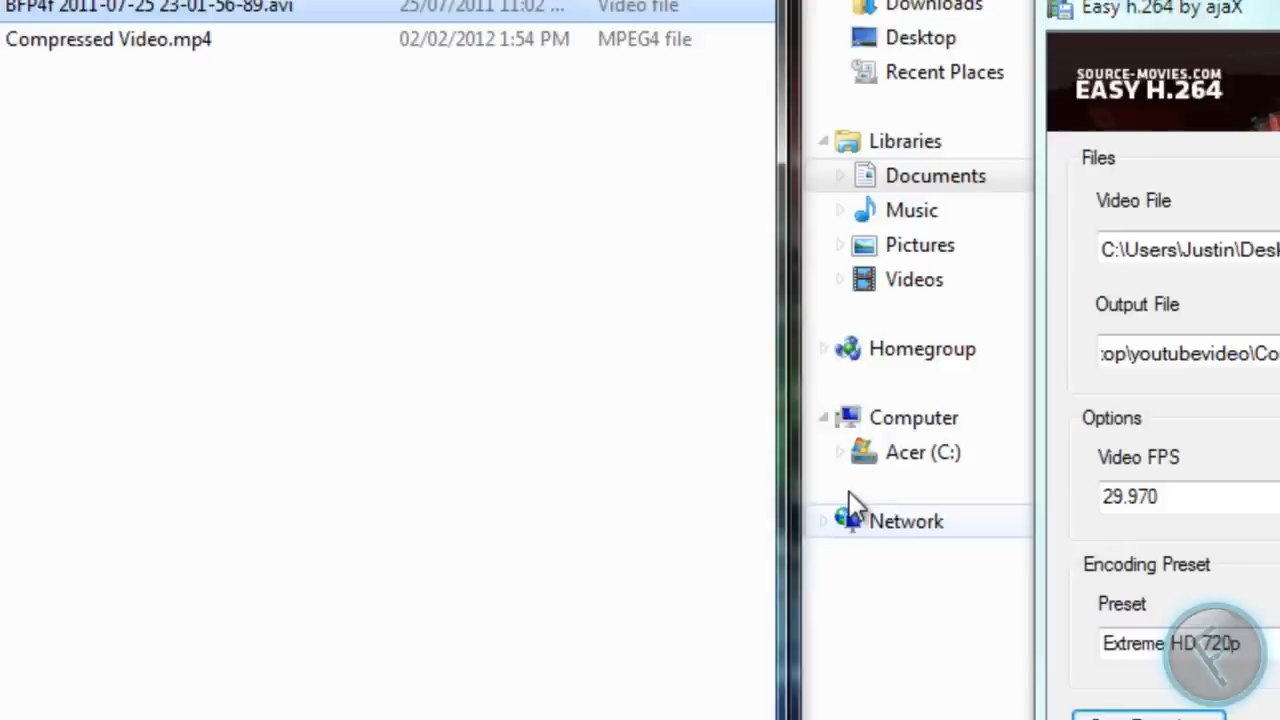 BFP4f 2011-07-25 23-01-56-89.avi 25/07/2011 11:02 ... Video file
Compressed Video.mp4 02/02/2012 1:54 PM MPEG4 file
Downloads
Desktop
Recent Places
Libraries
Documents
Music
Pictures
Videos
Homegroup
Computer
Acer (C:)
Network
Easy h.264 by ajaX
SOURCE-MOVIES.COM
EASY H.264
Files
Video File
C:\Users\Justin\Desk
Output File
top\youtubevideo\Co
Options
Video FPS
29.970
Encoding Preset
Preset
Extreme HD 720p